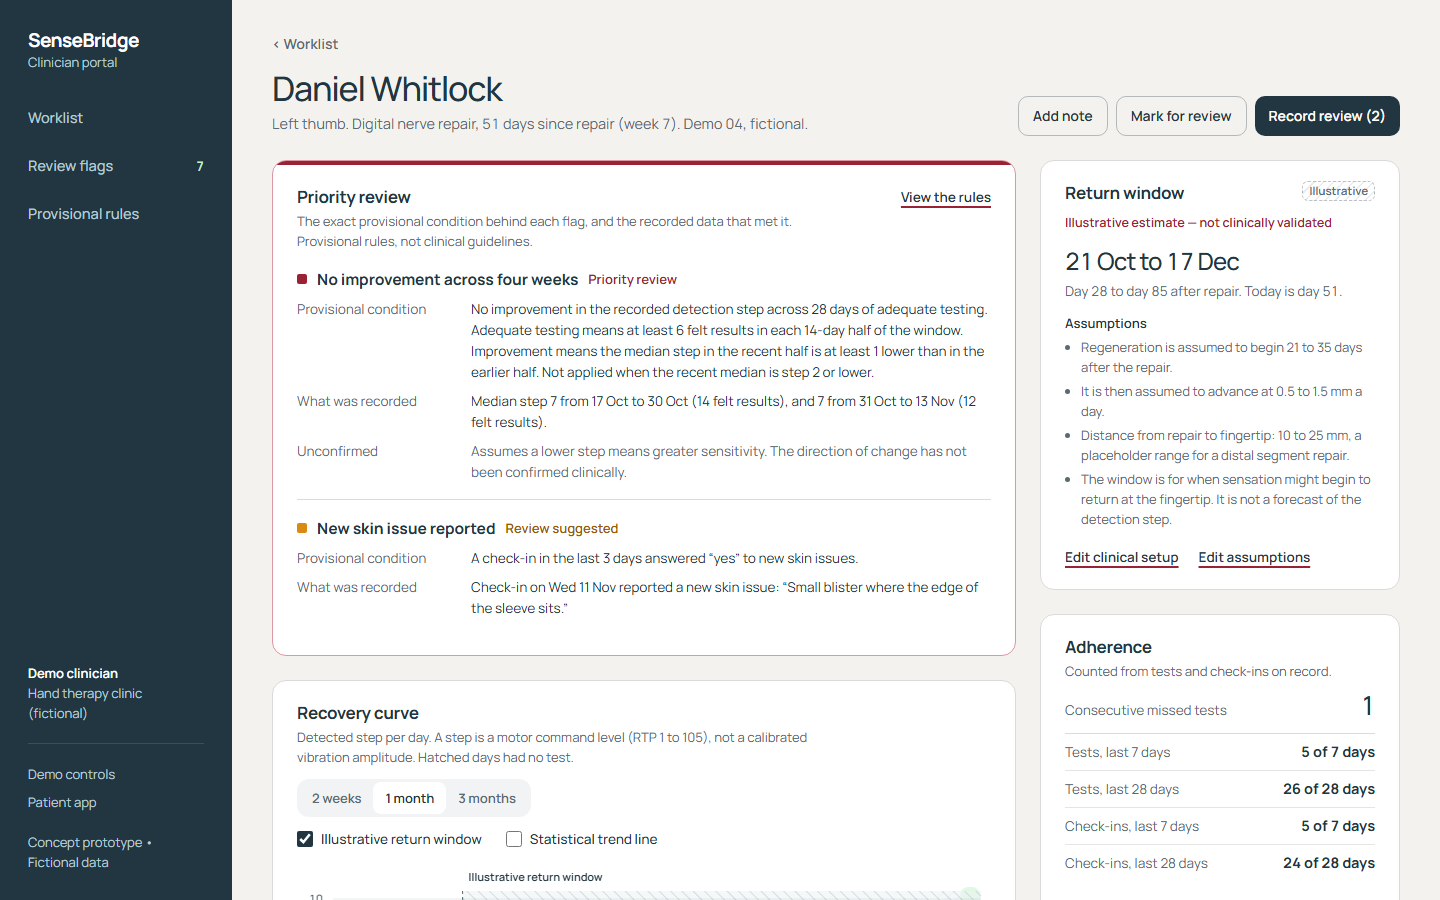 SenseBridge
Clinician portal
Worklist
Review flags 7
Provisional rules
Demo clinician
Hand therapy clinic
(fictional)
Demo controls
Patient app
Concept prototype •
Fictional data
‹ Worklist
Daniel Whitlock
Left thumb. Digital nerve repair, 51 days since repair (week 7). Demo 04, fictional.
Add note
Mark for review
Record review (2)
Priority review
View the rules
The exact provisional condition behind each flag, and the recorded data that met it.
Provisional rules, not clinical guidelines.
No improvement across four weeks Priority review
Provisional condition
No improvement in the recorded detection step across 28 days of adequate testing.
Adequate testing means at least 6 felt results in each 14-day half of the window.
Improvement means the median step in the recent half is at least 1 lower than in the
earlier half. Not applied when the recent median is step 2 or lower.
What was recorded
Median step 7 from 17 Oct to 30 Oct (14 felt results), and 7 from 31 Oct to 13 Nov (12
felt results).
Unconfirmed
Assumes a lower step means greater sensitivity. The direction of change has not
been confirmed clinically.
New skin issue reported Review suggested
Provisional condition
A check-in in the last 3 days answered “yes” to new skin issues.
What was recorded
Check-in on Wed 11 Nov reported a new skin issue: “Small blister where the edge of
the sleeve sits.”
Recovery curve
Detected step per day. A step is a motor command level (RTP 1 to 105), not a calibrated
vibration amplitude. Hatched days had no test.
2 weeks 1 month 3 months
Illustrative return window Statistical trend line
Illustrative return window
10
Return window
Illustrative
Illustrative estimate — not clinically validated
21 Oct to 17 Dec
Day 28 to day 85 after repair. Today is day 51.
Assumptions
• Regeneration is assumed to begin 21 to 35 days
after the repair.
• It is then assumed to advance at 0.5 to 1.5 mm a
day.
• Distance from repair to fingertip: 10 to 25 mm, a
placeholder range for a distal segment repair.
• The window is for when sensation might begin to
return at the fingertip. It is not a forecast of the
detection step.
Edit clinical setup Edit assumptions
Adherence
Counted from tests and check-ins on record.
Consecutive missed tests 1
Tests, last 7 days 5 of 7 days
Tests, last 28 days 26 of 28 days
Check-ins, last 7 days 5 of 7 days
Check-ins, last 28 days 24 of 28 days